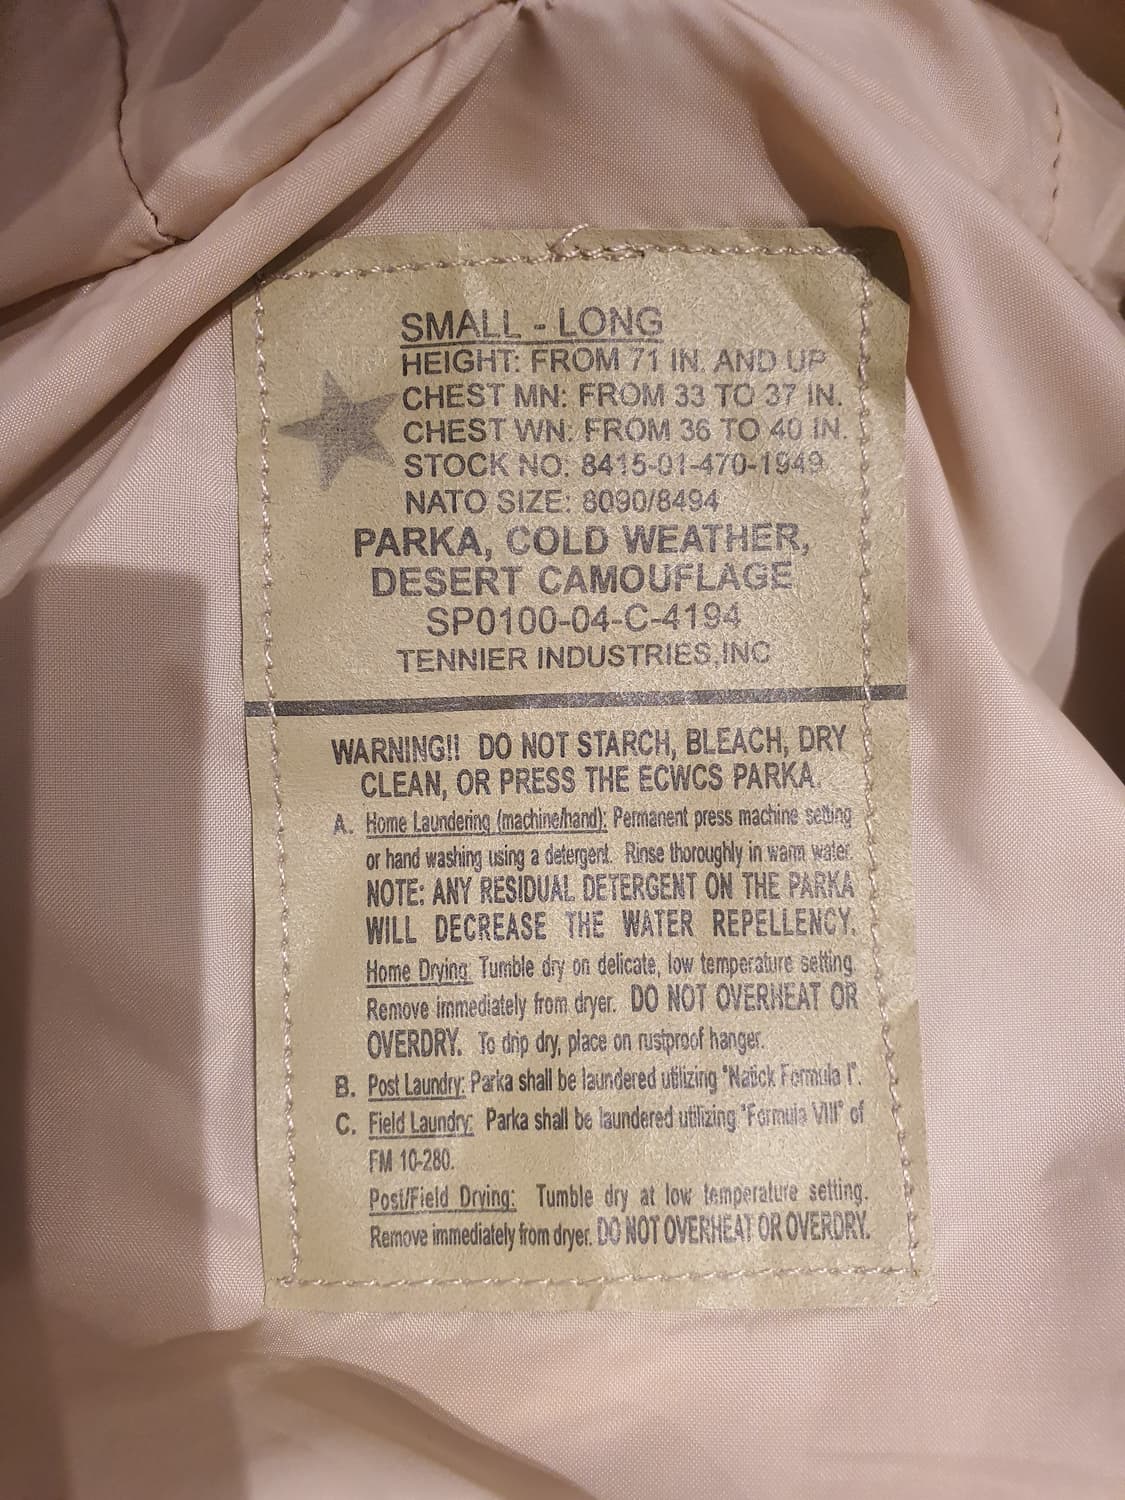 SMALL - LONG
HEIGHT: FROM 71 IN. AND UP
CHEST MN: FROM 33 TO 37 IN.
CHEST WN: FROM 36 TO 40 IN.
STOCK NO: 8415-01-470-1949
NATO SIZE: 8090/8494
PARKA, COLD WEATHER,
DESERT CAMOUFLAGE
SP0100-04-C-4194
TENNIER INDUSTRIES,INC
WARNING!! DO NOT STARCH, BLEACH, DRY
CLEAN, OR PRESS THE ECWCS PARKA.
A. Home Laundering (machine/hand): Permanent press machine setting
or hand washing using a detergent. Rinse thoroughly in warm water.
NOTE: ANY RESIDUAL DETERGENT ON THE PARKA
WILL DECREASE THE WATER REPELLENCY.
Home Drying: Tumble dry on delicate, low temperature setting.
Remove immediately from dryer. DO NOT OVERHEAT OR
OVERDRY. To drip dry, place on rustproof hanger.
B. Post Laundry: Parka shall be laundered utilizing "Natick Formula I".
C. Field Laundry: Parka shall be laundered utilizing "Formula VIII" of
FM 10-280.
Post/Field Drying: Tumble dry at low temperature setting.
Remove immediately from dryer. DO NOT OVERHEAT OR OVERDRY.